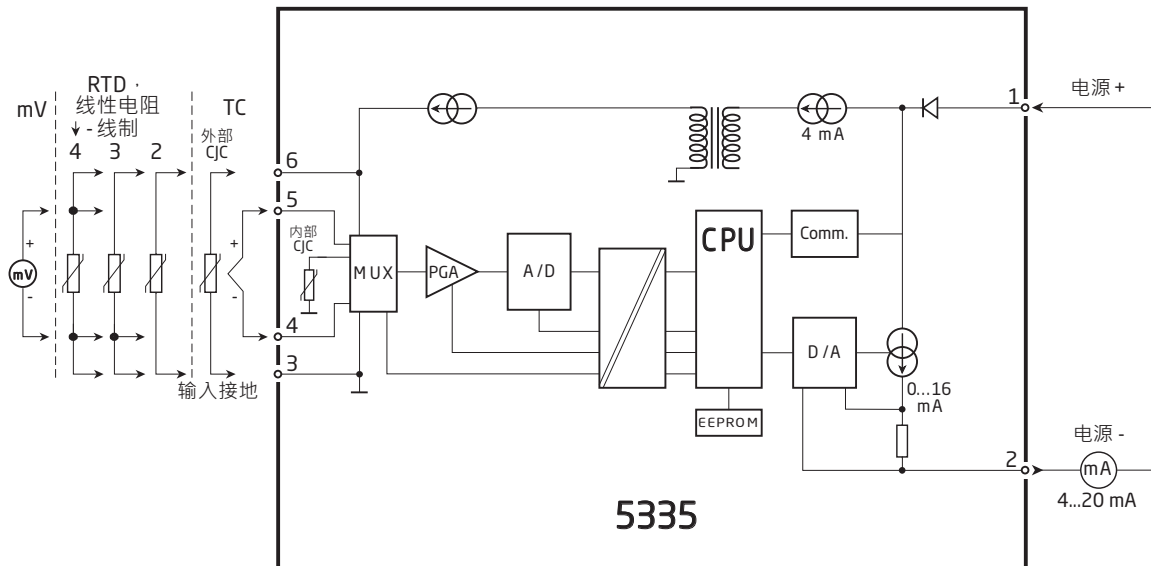 mV
RTD ·
线性电阻
↓ - 线制
4 3 2
TC
外部
CJC
+
-
mV
+
-
输入接地
6
5
4
3
内部
CJC
MUX
PGA
A/D
CPU
EEPROM
Comm.
D/A
4 mA
0...16
mA
1
电源 +
2
电源 -
mA
4...20 mA
5335